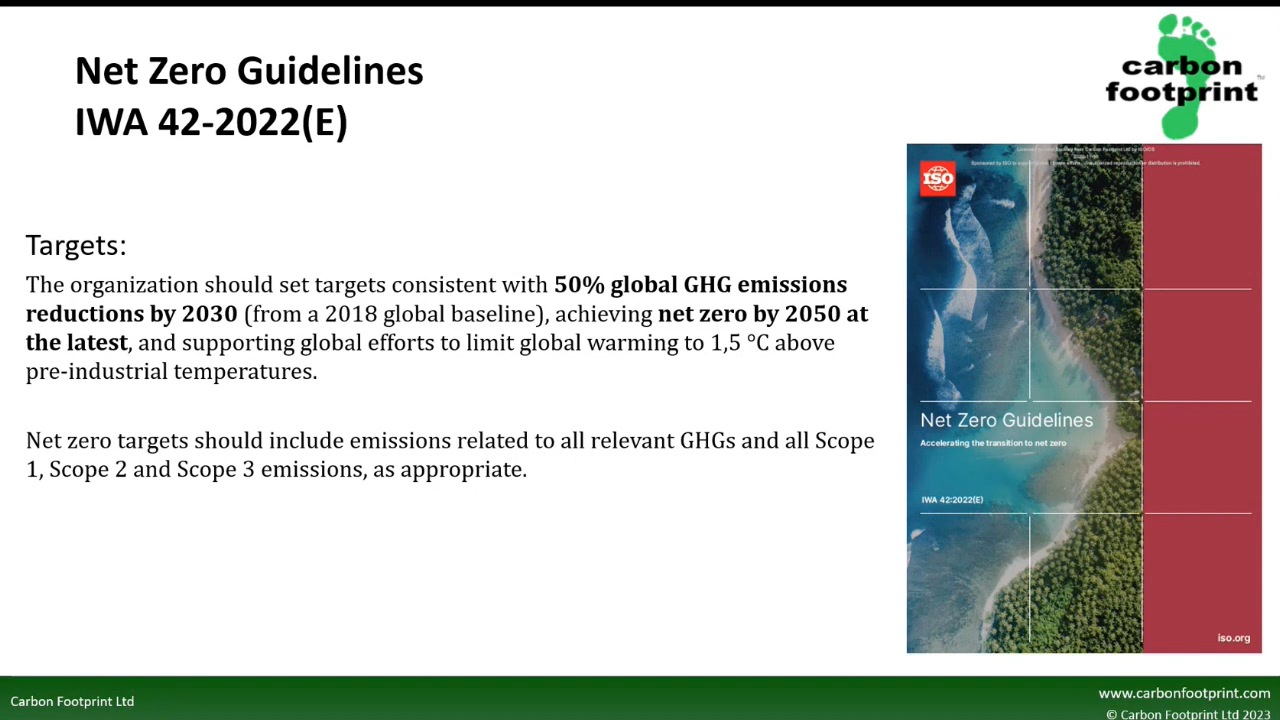 Net Zero Guidelines
IWA 42-2022(E)
carbon
footprint
™
Targets:
The organization should set targets consistent with 50% global GHG emissions
reductions by 2030 (from a 2018 global baseline), achieving net zero by 2050 at
the latest, and supporting global efforts to limit global warming to 1,5 °C above
pre-industrial temperatures.
Net zero targets should include emissions related to all relevant GHGs and all Scope
1, Scope 2 and Scope 3 emissions, as appropriate.
ISO
Net Zero Guidelines
Accelerating the transition to net zero
IWA 42:2022(E)
iso.org
Carbon Footprint Ltd
www.carbonfootprint.com
© Carbon Footprint Ltd 2023